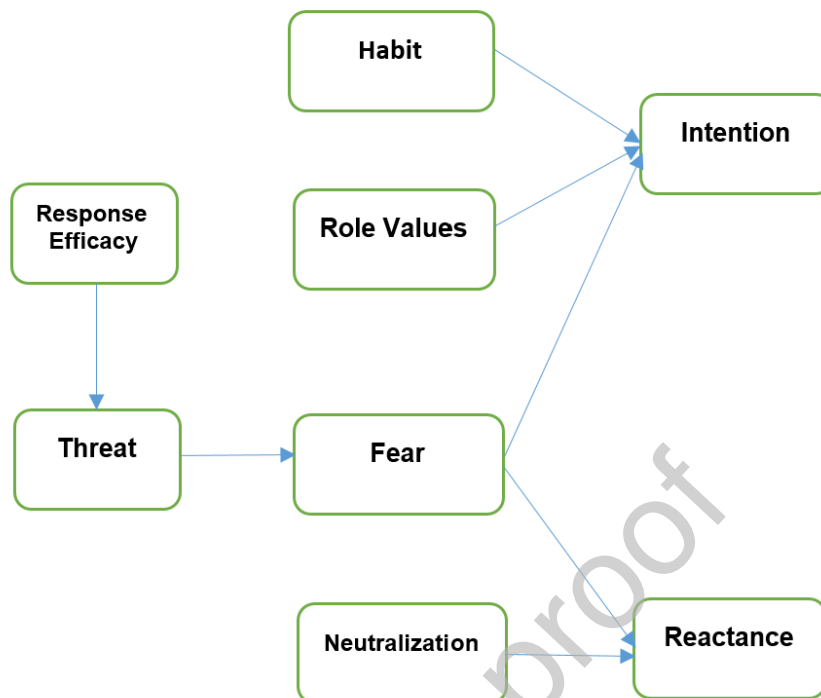 Habit
Intention
Response
Efficacy
Role Values
Threat
Fear
Neutralization
Reactance
proof